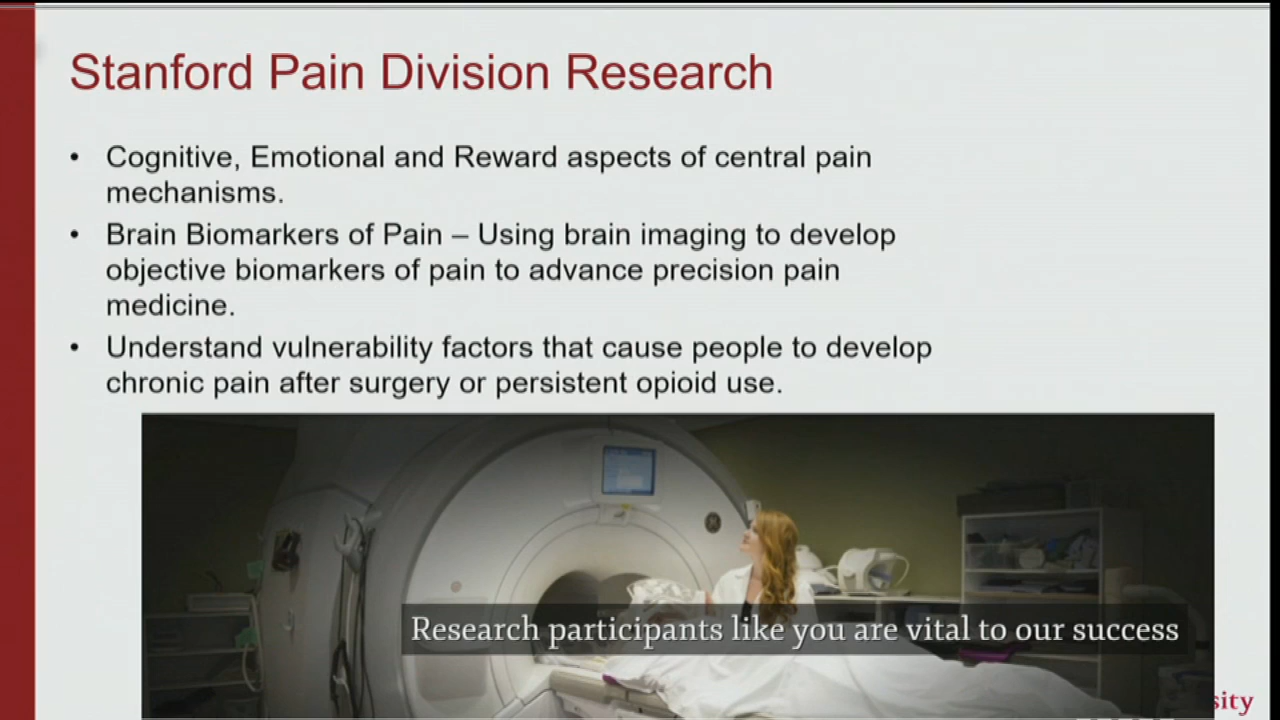 Stanford Pain Division Research
• Cognitive, Emotional and Reward aspects of central pain
mechanisms.
• Brain Biomarkers of Pain – Using brain imaging to develop
objective biomarkers of pain to advance precision pain
medicine.
• Understand vulnerability factors that cause people to develop
chronic pain after surgery or persistent opioid use.
Research participants like you are vital to our success
sity